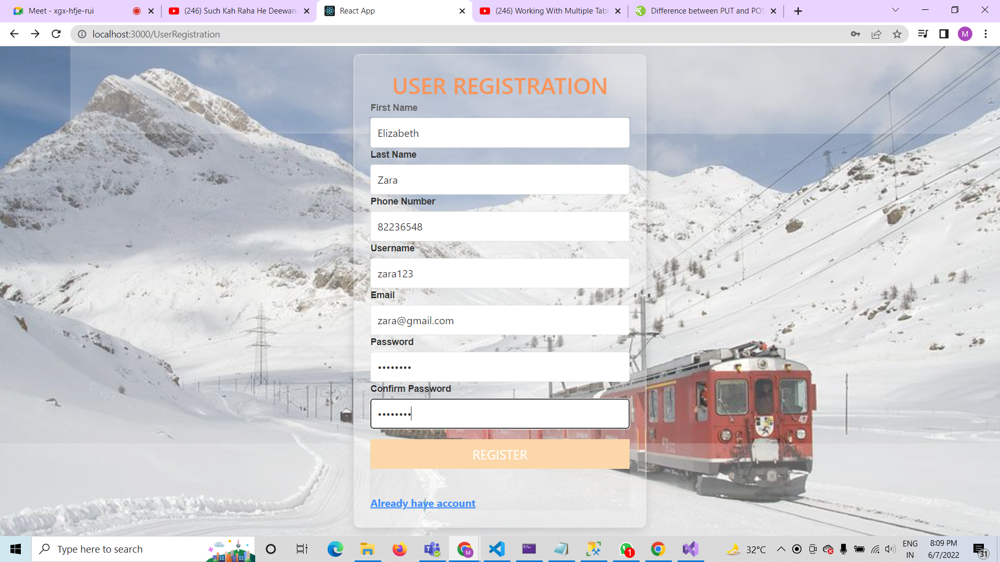 Meet - xgx-hfje-rui
(246) Such Kah Raha He Deewana
React App
(246) Working With Multiple Tabl
Difference between PUT and POS
localhost:3000/UserRegistration
M
USER REGISTRATION
First Name
Elizabeth
Last Name
Zara
Phone Number
82236548
Username
zara123
Email
zara@gmail.com
Password
••••••••
Confirm Password
••••••••
REGISTER
Already have account
47
Type here to search
M
1
32°C
ENG
IN
8:09 PM
6/7/2022
31